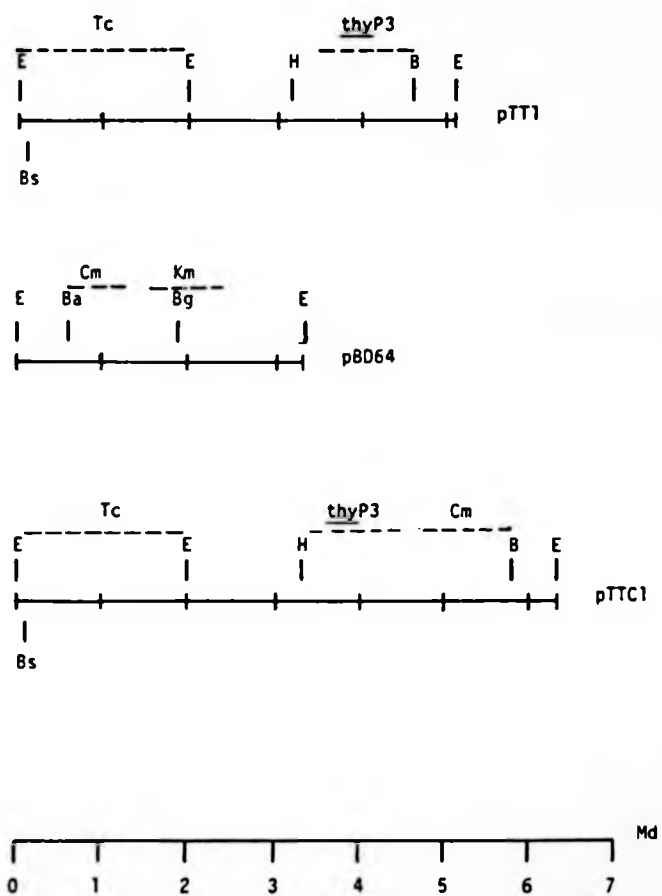 Tc thyP3
E E H B E
pTT1
Bs
Cm Km
E Ba Bg E
pBD64
Tc thyP3 Cm
E E H B E
pTTC1
Bs
Md
0 1 2 3 4 5 6 7